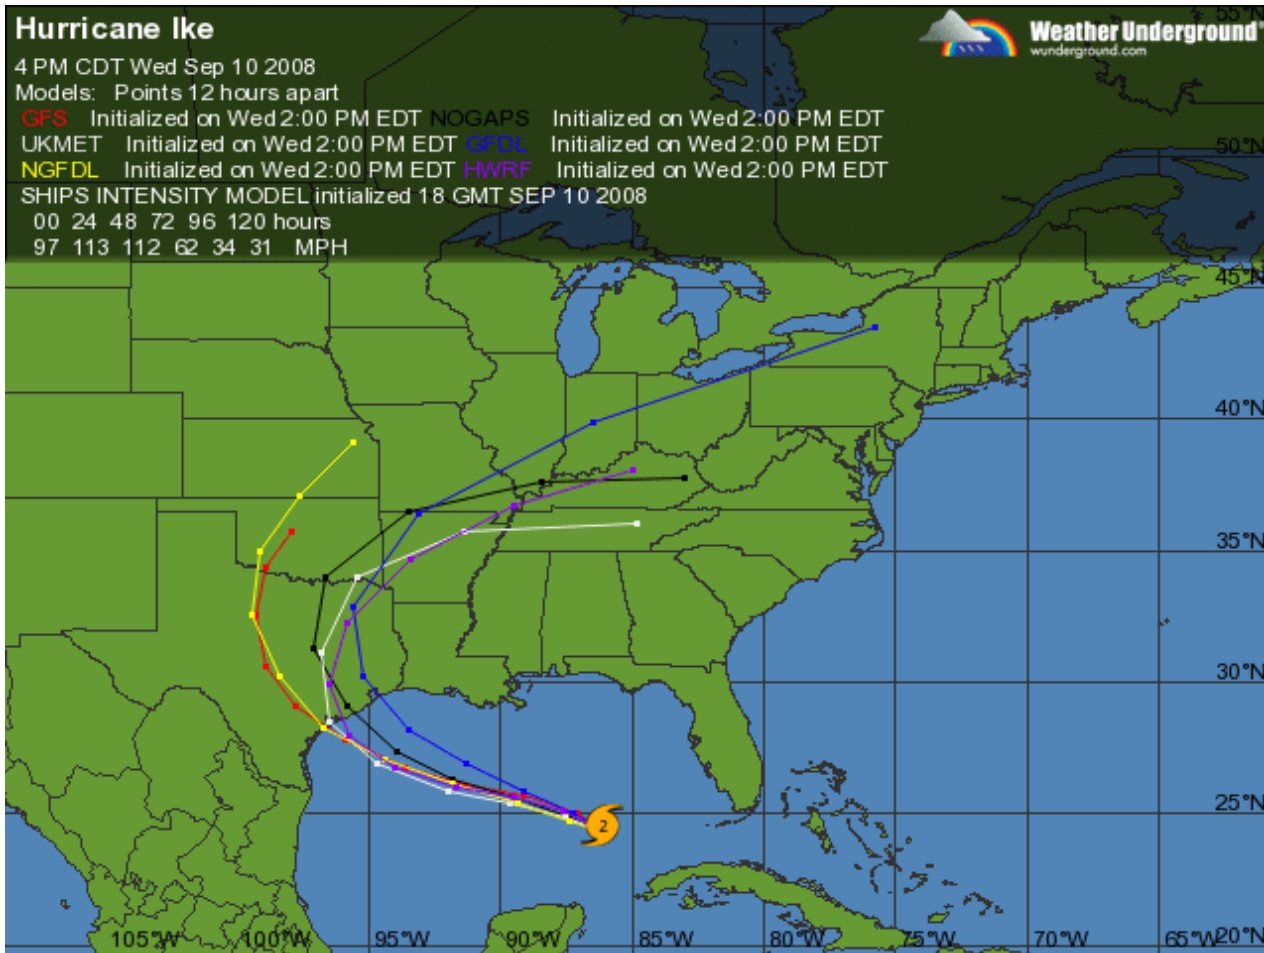 Hurricane Ike
Weather Underground®
wunderground.com
4 PM CDT Wed Sep 10 2008
Models: Points 12 hours apart
GFS Initialized on Wed 2:00 PM EDT NOGAPS Initialized on Wed 2:00 PM EDT
UKMET Initialized on Wed 2:00 PM EDT GFDL Initialized on Wed 2:00 PM EDT
NGFDL Initialized on Wed 2:00 PM EDT HWRF Initialized on Wed 2:00 PM EDT
SHIPS INTENSITY MODEL initialized 18 GMT SEP 10 2008
00 24 48 72 96 120 hours
97 113 112 62 34 31 MPH
55°N
50°N
45°N
40°N
35°N
30°N
25°N
2
105°W 100°W 95°W 90°W 85°W 80°W 75°W 70°W 65°W 20°N